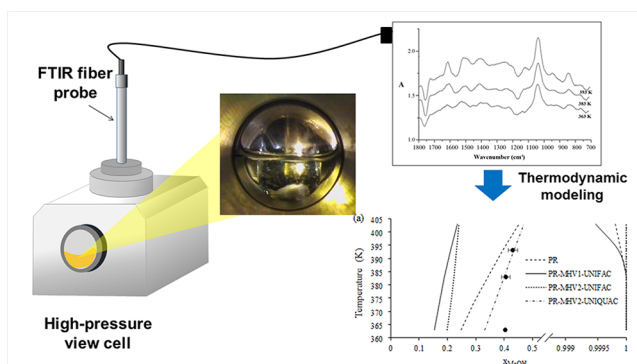 FTIR fiber
probe
High-pressure
view cell
A
2.0
1.5
1.0
393 K
383 K
363 K
1800 1700 1600 1500 1400 1300 1200 1100 1000 900 800 700
Wavenumber (cm¹)
Thermodynamic
modeling
(a)
Temperature (K)
405
400
395
390
385
380
375
370
365
360
PR
PR-MHV1-UNIFAC
PR-MHV2-UNIFAC
PR-MHV2-UNIQUAC
0.1 0.2 0.3 0.4 0.5 0.999 0.9995 1
xMeOH